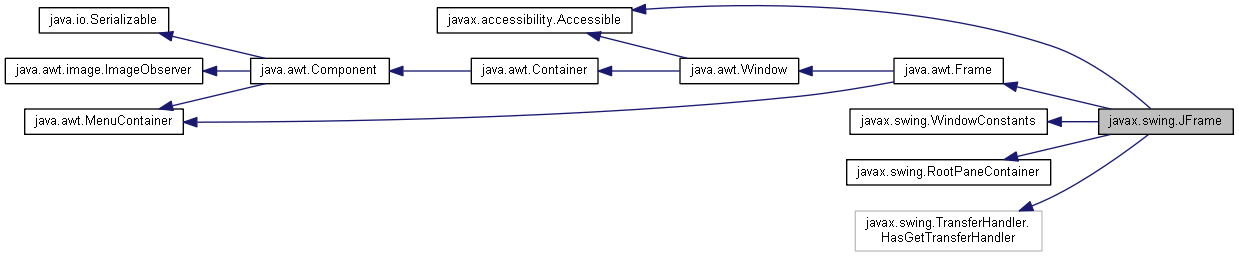 java.io.Serializable
javax.accessibility.Accessible
java.awt.image.ImageObserver
java.awt.Component
java.awt.Container
java.awt.Window
java.awt.Frame
java.awt.MenuContainer
javax.swing.WindowConstants
javax.swing.JFrame
javax.swing.RootPaneContainer
javax.swing.TransferHandler.
HasGetTransferHandler